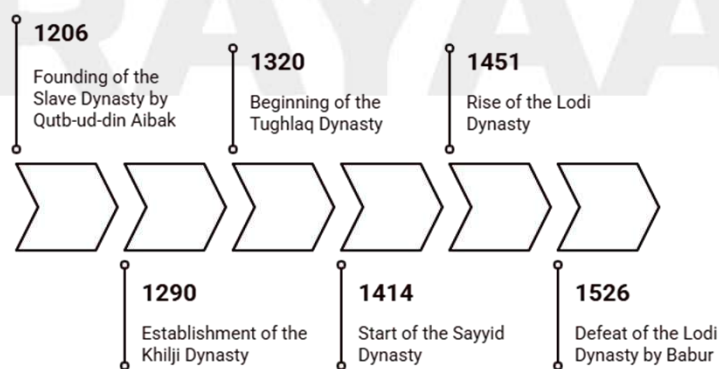 1206
Founding of the
Slave Dynasty by
Qutb-ud-din Aibak
1290
Establishment of the
Khilji Dynasty
1320
Beginning of the
Tughlaq Dynasty
1414
Start of the Sayyid
Dynasty
1451
Rise of the Lodi
Dynasty
1526
Defeat of the Lodi
Dynasty by Babur